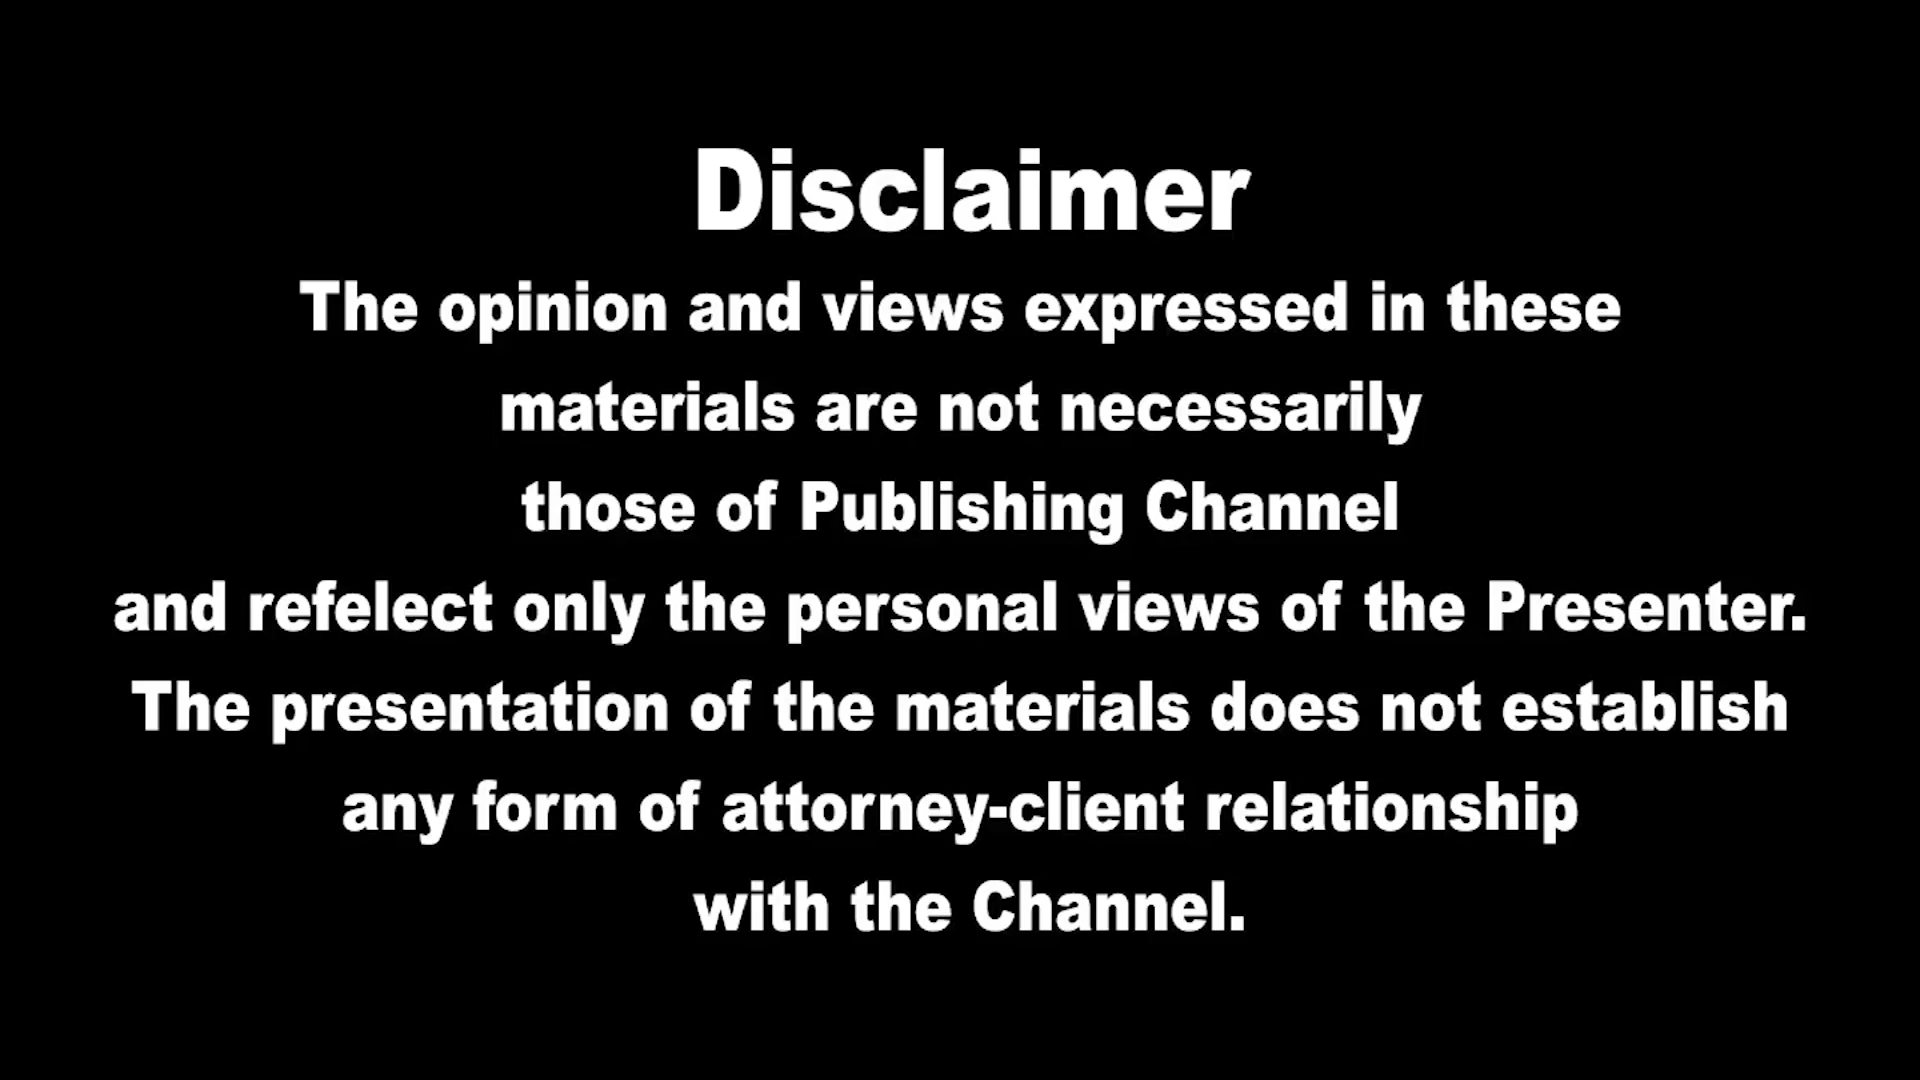 Disclaimer
The opinion and views expressed in these
materials are not necessarily
those of Publishing Channel
and refelect only the personal views of the Presenter.
The presentation of the materials does not establish
any form of attorney-client relationship
with the Channel.